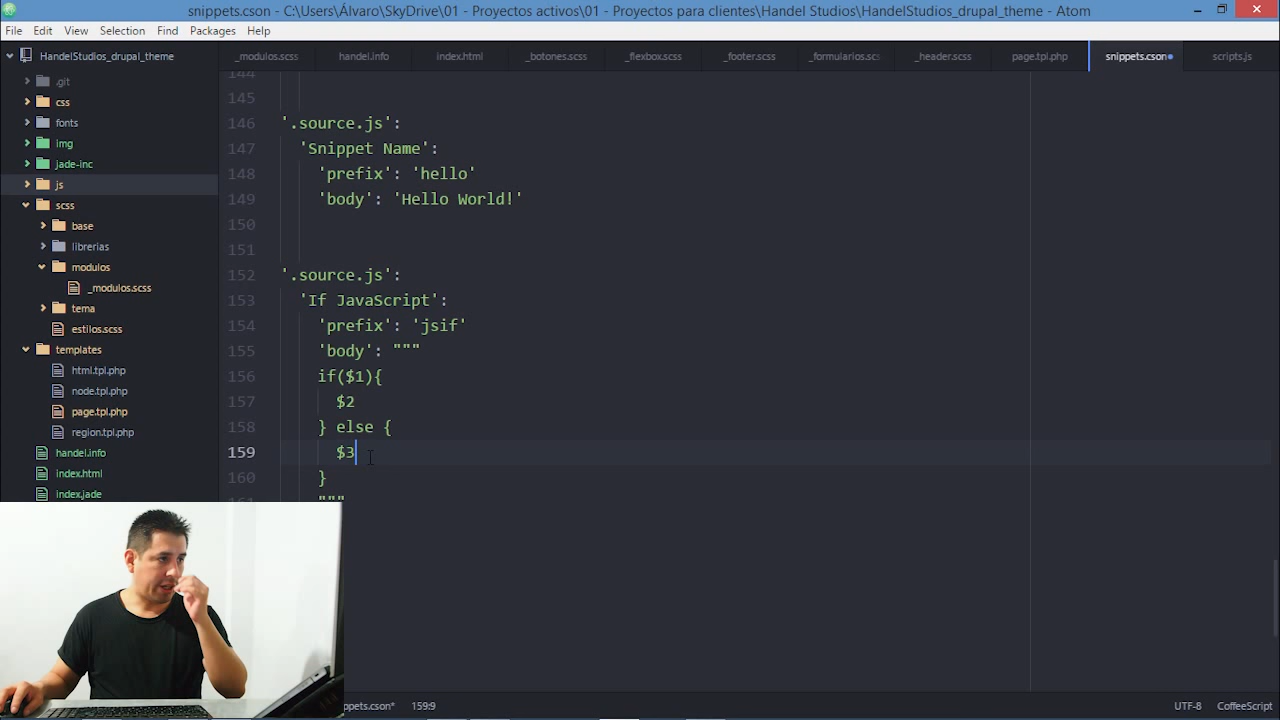 snippets.cson - C:\Users\Álvaro\SkyDrive\01 - Proyectos activos\01 - Proyectos para clientes\Handel Studios\HandelStudios_drupal_theme - Atom
File Edit View Selection Find Packages Help
HandelStudios_drupal_theme
_modulos.scss handel.info index.html _botones.scss _flexbox.scss _footer.scss _formularios.sc _header.scss page.tpl.php snippets.cson scripts.js
.git
css
fonts
img
jade-inc
js
scss
base
librerias
modulos
_modulos.scss
tema
estilos.scss
templates
html.tpl.php
node.tpl.php
page.tpl.php
region.tpl.php
handel.info
index.html
index.jade
144
145
146 '.source.js':
147 'Snippet Name':
148 'prefix': 'hello'
149 'body': 'Hello World!'
150
151
152 '.source.js':
153 'If JavaScript':
154 'prefix': 'jsif'
155 'body': """
156 if($1){
157 $2
158 } else {
159 $3
160 }
161 """
ppets.cson* 159:9 UTF-8 CoffeeScript